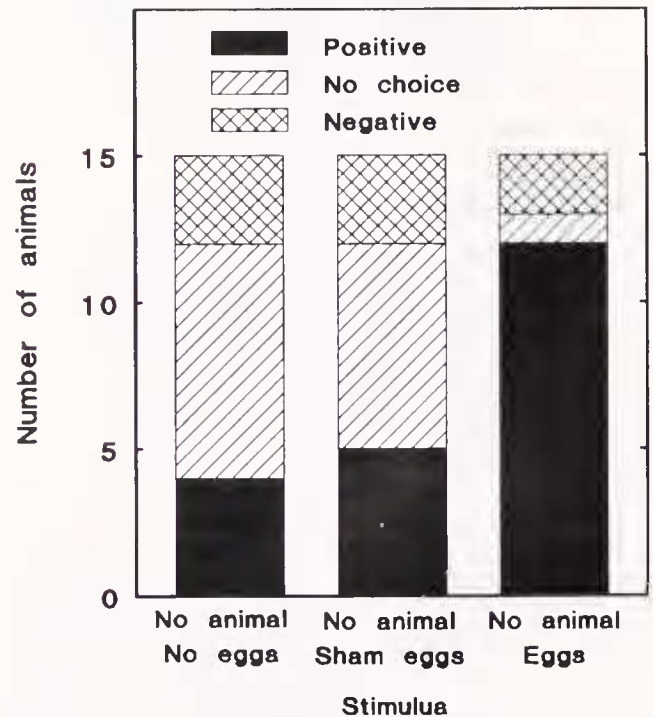 Positive
No choice
Negative
15
10
5
0
Number of animals
No animal No animal No animal
No eggs Sham eggs Eggs
Stimulua